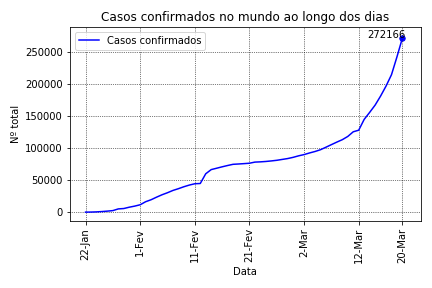 Casos confirmados no mundo ao longo dos dias
Casos confirmados
272166
250000
200000
150000
100000
50000
0
Nº total
22-Jan
1-Fev
11-Fev
21-Fev
2-Mar
12-Mar
20-Mar
Data